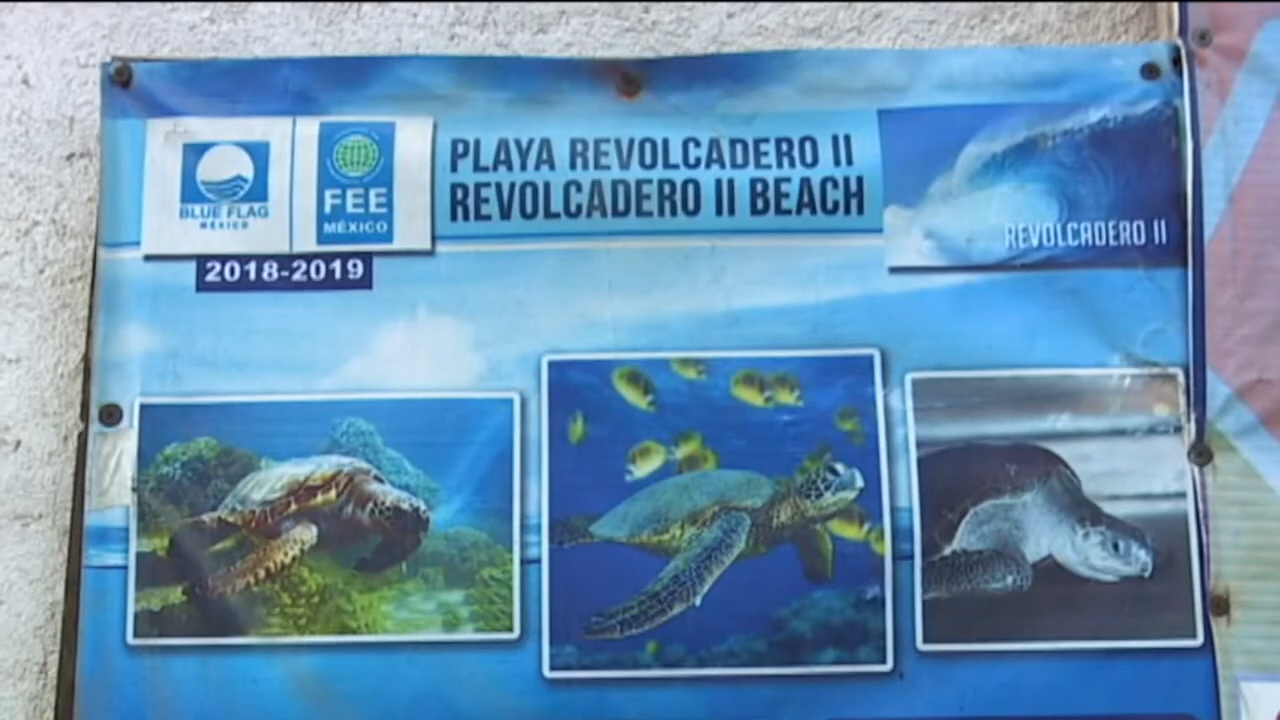 BLUE FLAG
MÉXICO
FEE
MÉXICO
2018-2019
PLAYA REVOLCADERO II
REVOLCADERO II BEACH
REVOLCADERO II